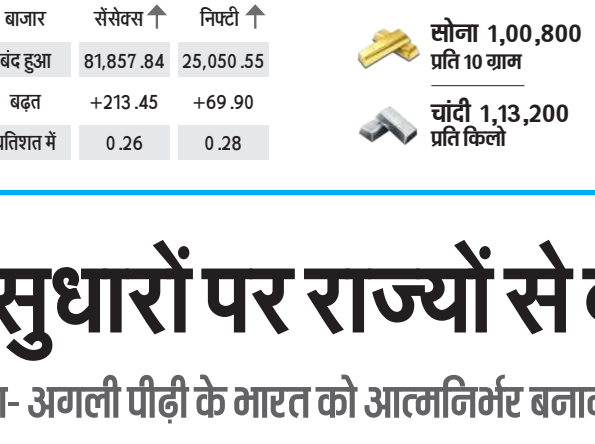 बाजार सेंसेक्स निफ्टी
बंद हुआ 81,857.84 25,050.55
बढ़त +213.45 +69.90
प्रतिशत में 0.26 0.28
सोना 1,00,800
प्रति 10 ग्राम
चांदी 1,13,200
प्रति किलो
सुधारों पर राज्यों से
अगली पीढ़ी के भारत को आत्मनिर्भर